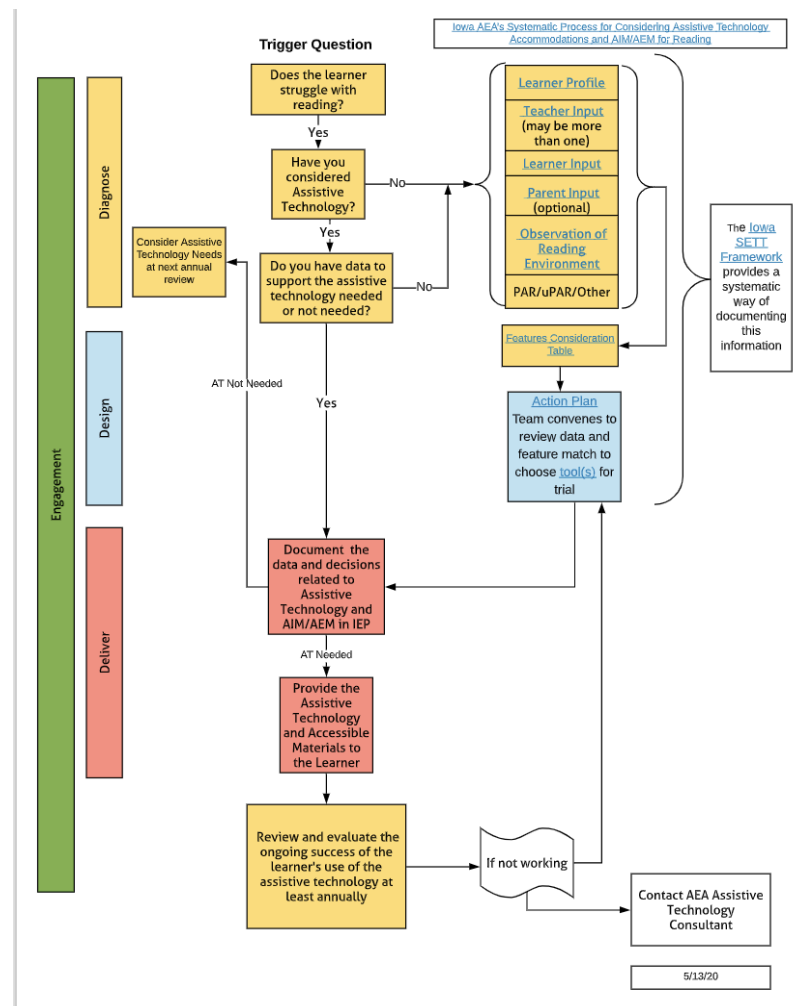 Iowa AEA's Systematic Process for Considering Assistive Technology
Accommodations and AIM/AEM for Reading
Trigger Question
Does the learner
struggle with
reading?
Yes
Have you
considered
Assistive
Technology?
No
Yes
Do you have data to
support the assistive
technology needed
or not needed?
No
Yes
Consider Assistive
Technology Needs
at next annual
review
AT Not Needed
Learner Profile
Teacher Input
(may be more
than one)
Learner Input
Parent Input
(optional)
Observation of
Reading
Environment
PAR/uPAR/Other
The Iowa
SETT
Framework
provides a
systematic
way of
documenting
this
information
Features Consideration
Table
Action Plan
Team convenes to
review data and
feature match to
choose tool(s) for
trial
Engagement
Diagnose
Design
Deliver
Document the
data and decisions
related to
Assistive
Technology and
AIM/AEM in IEP
AT Needed
Provide the
Assistive
Technology
and Accessible
Materials to
the Learner
Review and evaluate the
ongoing success of the
learner's use of the
assistive technology at
least annually
If not working
Contact AEA Assistive
Technology
Consultant
5/13/20